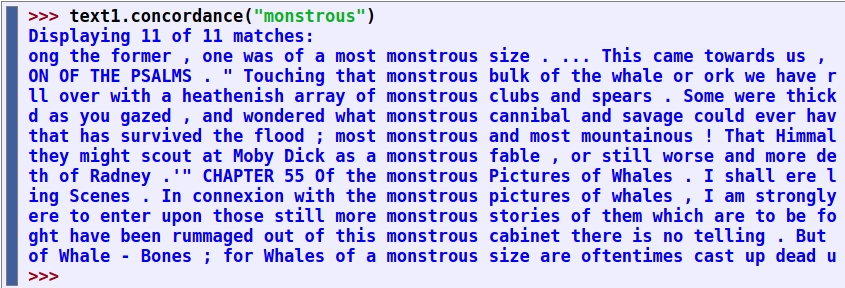 >>> text1.concordance("monstrous")
Displaying 11 of 11 matches:
ong the former , one was of a most monstrous size . ... This came towards us ,
ON OF THE PSALMS . " Touching that monstrous bulk of the whale or ork we have r
ll over with a heathenish array of monstrous clubs and spears . Some were thick
d as you gazed , and wondered what monstrous cannibal and savage could ever hav
that has survived the flood ; most monstrous and most mountainous ! That Himmal
they might scout at Moby Dick as a monstrous fable , or still worse and more de
th of Radney .'" CHAPTER 55 Of the monstrous Pictures of Whales . I shall ere l
ing Scenes . In connexion with the monstrous pictures of whales , I am strongly
ere to enter upon those still more monstrous stories of them which are to be fo
ght have been rummaged out of this monstrous cabinet there is no telling . But
of Whale - Bones ; for Whales of a monstrous size are oftentimes cast up dead u
>>>